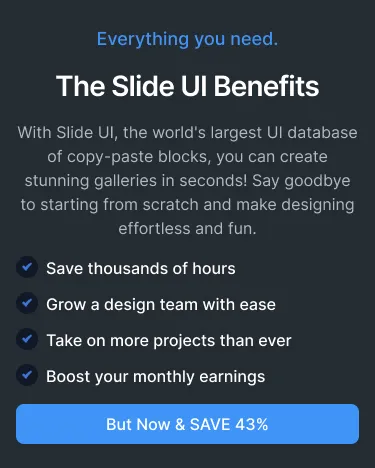 Everything you need.
The Slide UI Benefits
With Slide UI, the world's largest UI database
of copy-paste blocks, you can create
stunning galleries in seconds! Say goodbye
to starting from scratch and make designing
effortless and fun.
Save thousands of hours
Grow a design team with ease
Take on more projects than ever
Boost your monthly earnings
But Now & SAVE 43%